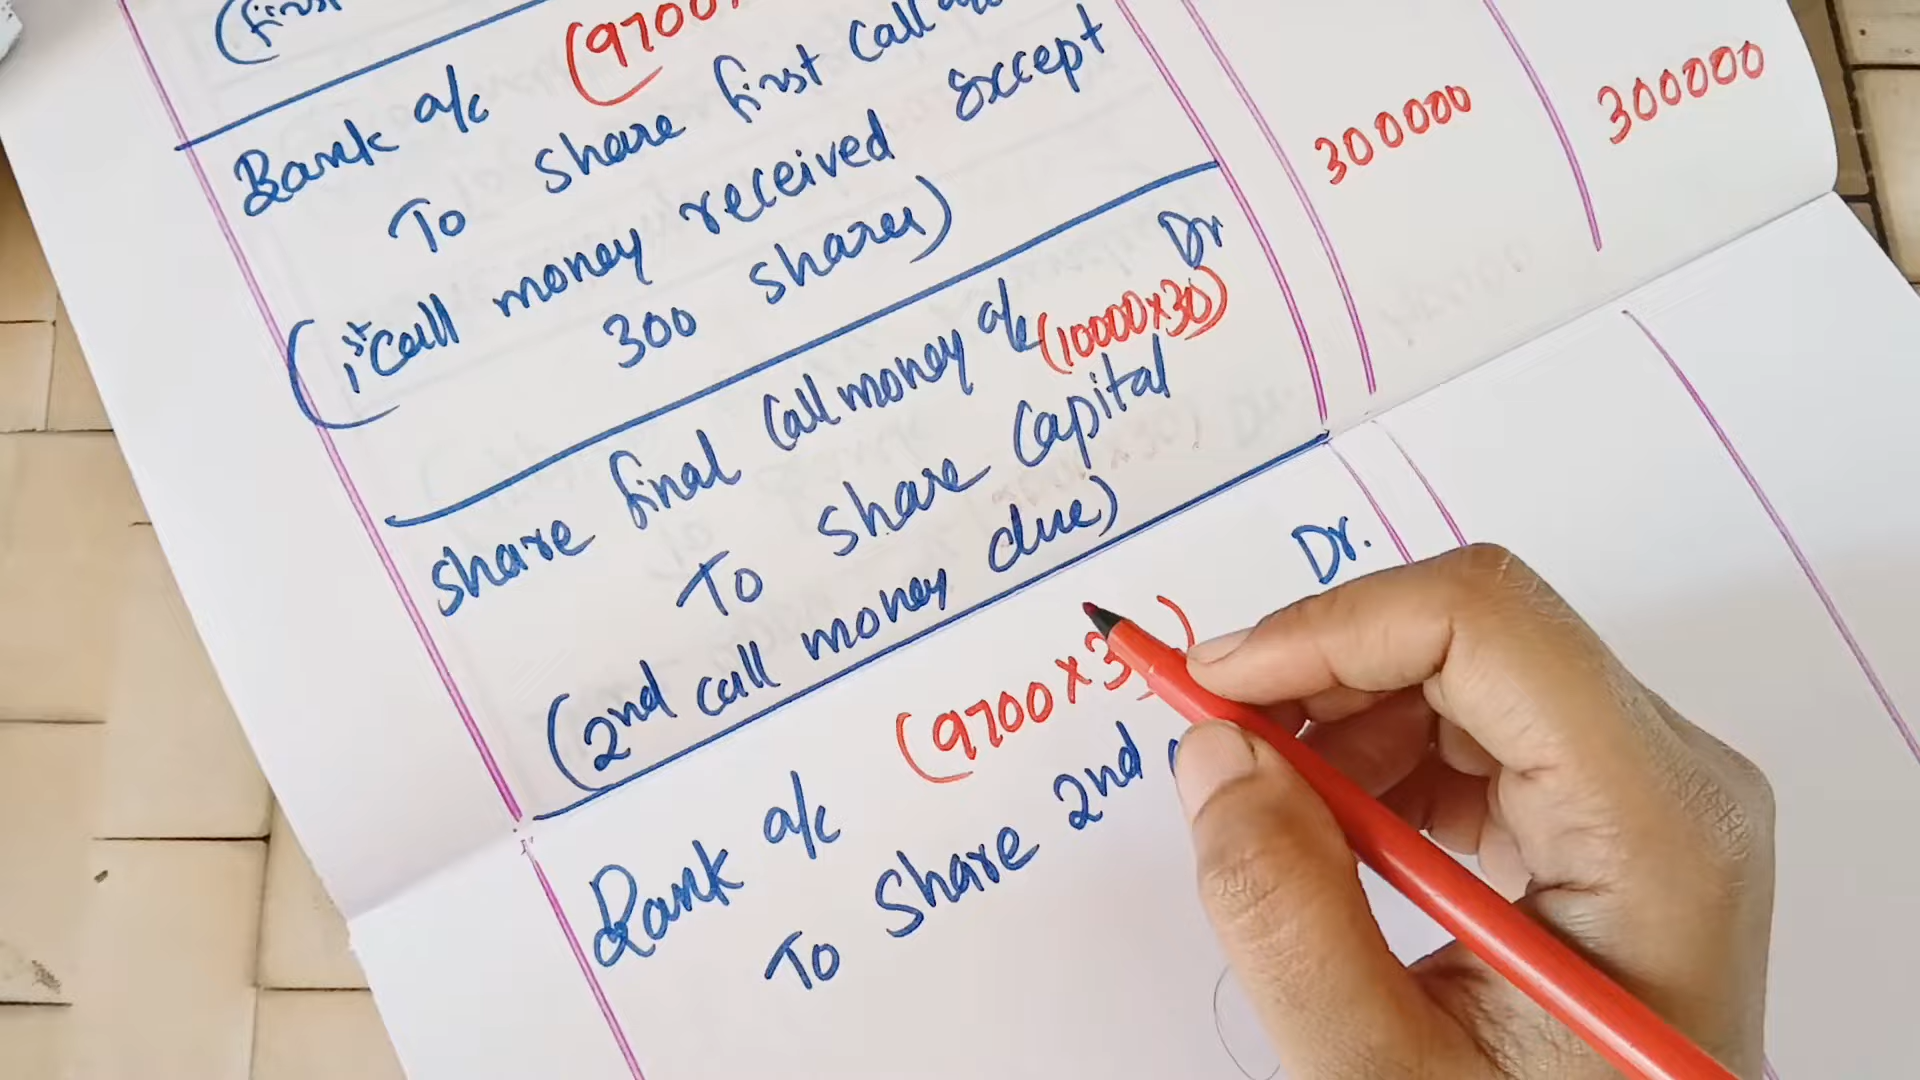 (first
Bank a/c (9700
To share first call a/c
(1st call money received except
300 shares)
300000 300000
share final call money a/c Dr
(10000x30)
To share capital
(2nd call money due)
Bank a/c (9700x3 ) Dr.
To share 2nd